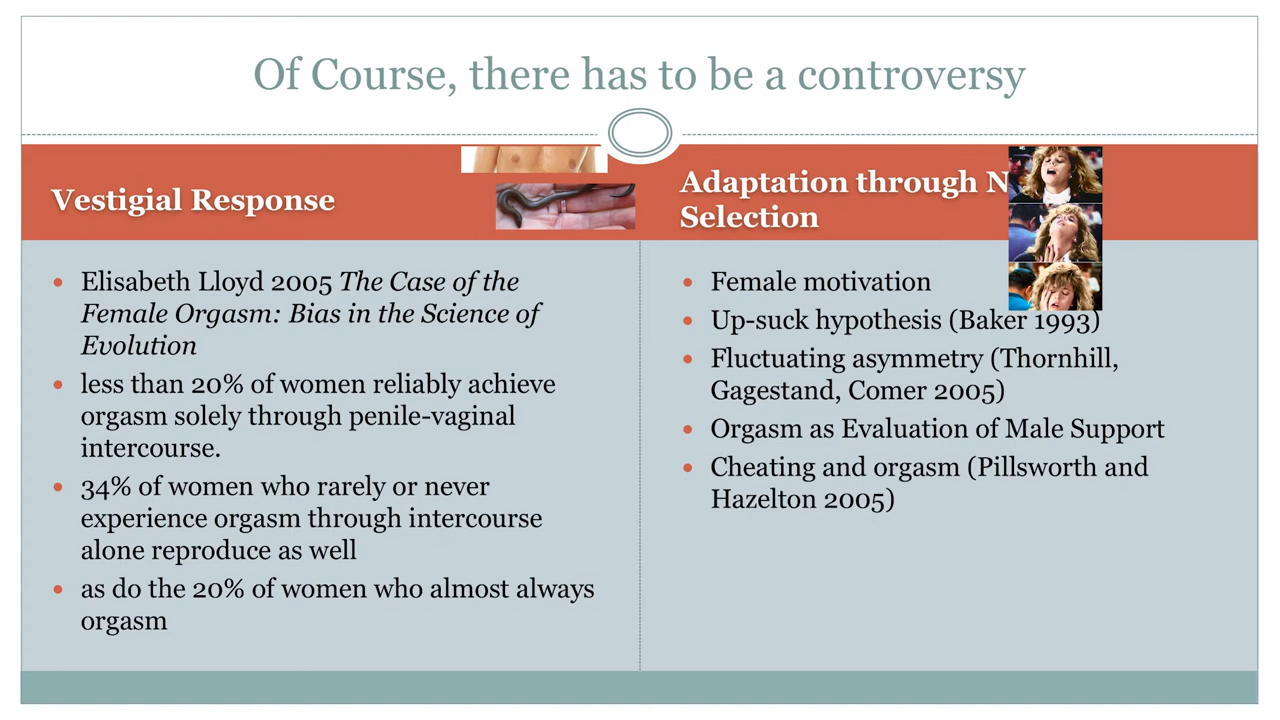 Of Course, there has to be a controversy
Vestigial Response
Elisabeth Lloyd 2005 The Case of the
Female Orgasm: Bias in the Science of
Evolution
less than 20% of women reliably achieve
orgasm solely through penile-vaginal
intercourse.
34% of women who rarely or never
experience orgasm through intercourse
alone reproduce as well
as do the 20% of women who almost always
orgasm
Adaptation through N
Selection
Female motivation
Up-suck hypothesis (Baker 1993)
Fluctuating asymmetry (Thornhill,
Gagestand, Comer 2005)
Orgasm as Evaluation of Male Support
Cheating and orgasm (Pillsworth and
Hazelton 2005)